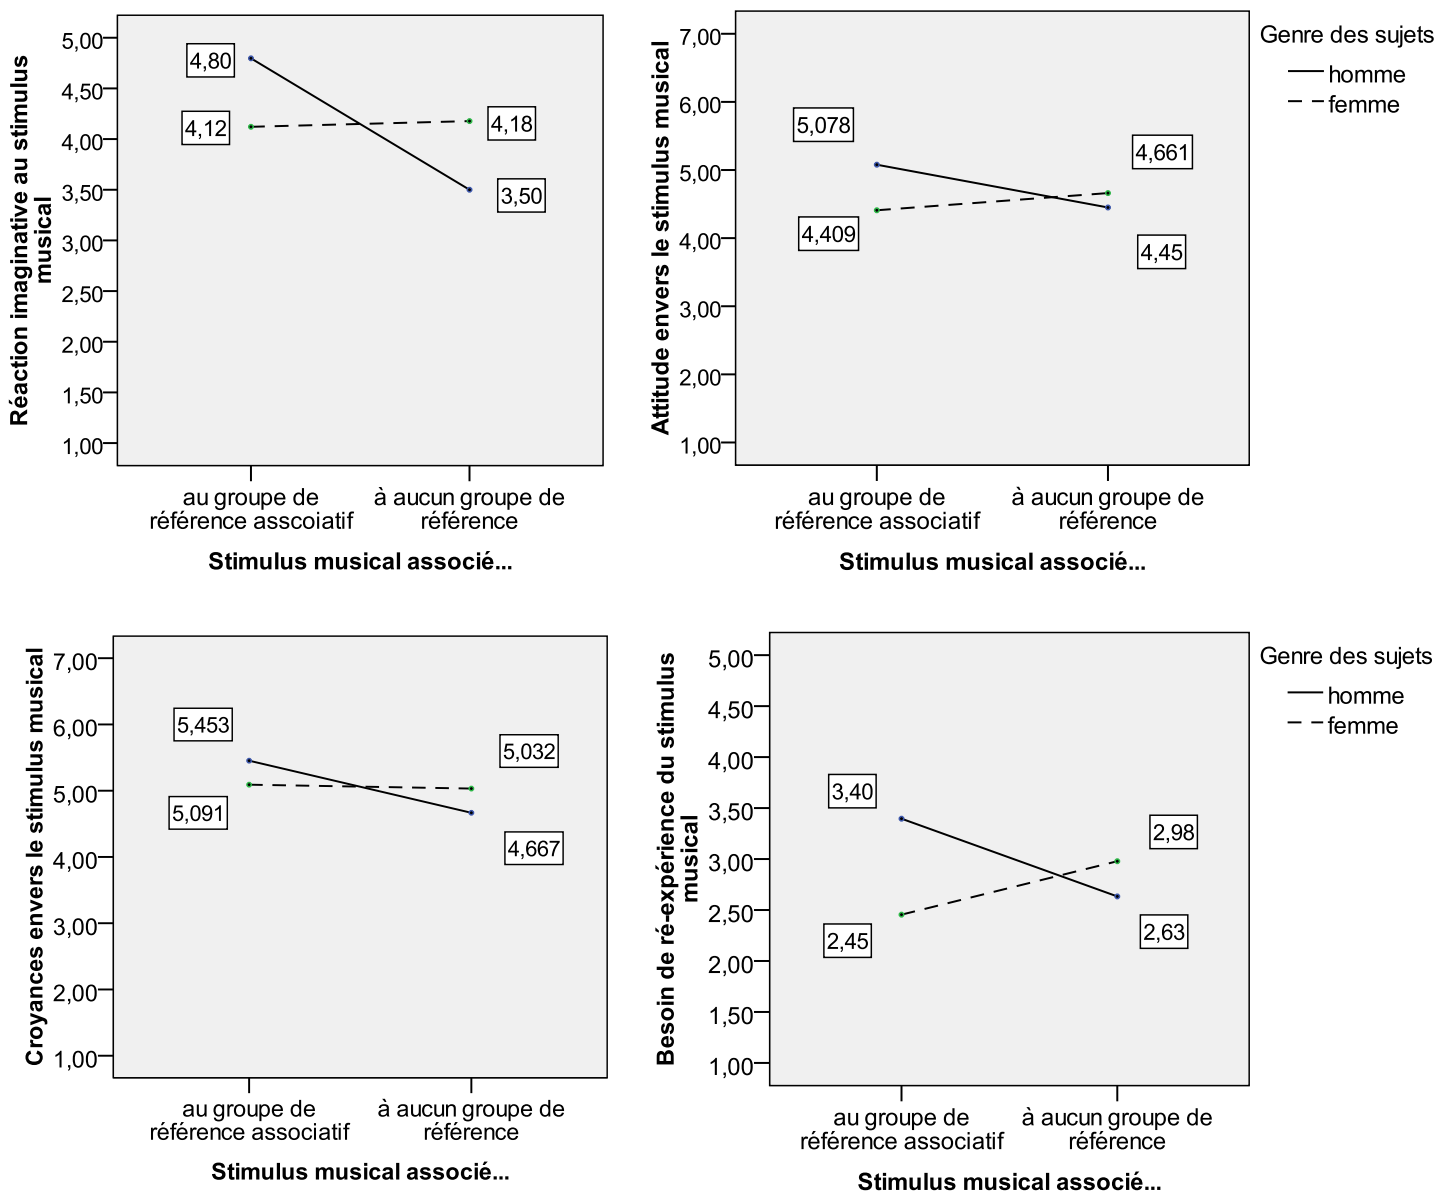 Réaction imaginative au stimulus
musical
5,00
4,50
4,00
3,50
3,00
2,50
2,00
1,50
1,00
4,80
4,12
4,18
3,50
au groupe de
référence asscoiatif
à aucun groupe de
référence
Stimulus musical associé...
Attitude envers le stimulus musical
7,00
6,00
5,00
4,00
3,00
2,00
1,00
5,078
4,409
4,661
4,45
au groupe de
référence associatif
à aucun groupe de
référence
Stimulus musical associé...
Genre des sujets
homme
femme
Croyances envers le stimulus musical
7,00
6,00
5,00
4,00
3,00
2,00
1,00
5,453
5,091
5,032
4,667
au groupe de
référence associatif
à aucun groupe de
référence
Stimulus musical associé...
Besoin de ré-expérience du stimulus
musical
5,00
4,50
4,00
3,50
3,00
2,50
2,00
1,50
1,00
3,40
2,45
2,98
2,63
au groupe de
référence associatif
à aucun groupe de
référence
Stimulus musical associé...
Genre des sujets
homme
femme